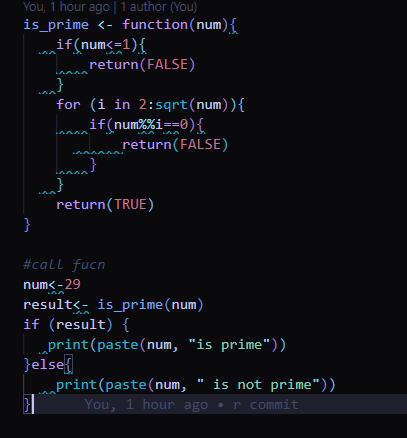 You, 1 hour ago | 1 author (You)
is_prime <- function(num){
    if(num<=1){
        return(FALSE)
    }
    for (i in 2:sqrt(num)){
        if(num%%i==0){
            return(FALSE)
        }
    }
    return(TRUE)
}
#call fucn
num<-29
result<- is_prime(num)
if (result) {
   print(paste(num, "is prime"))
}else{
    print(paste(num, " is not prime"))
}      You, 1 hour ago • r commit